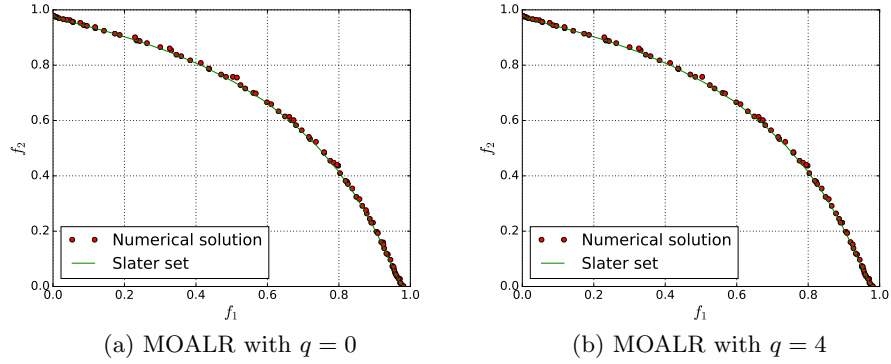 1.0
0.8
0.6
0.4
0.2
0.0
f₂
Numerical solution
Slater set
0.0 0.2 0.4 0.6 0.8 1.0
f₁
(a) MOALR with q = 0
1.0
0.8
0.6
0.4
0.2
0.0
f₂
Numerical solution
Slater set
0.0 0.2 0.4 0.6 0.8 1.0
f₁
(b) MOALR with q = 4